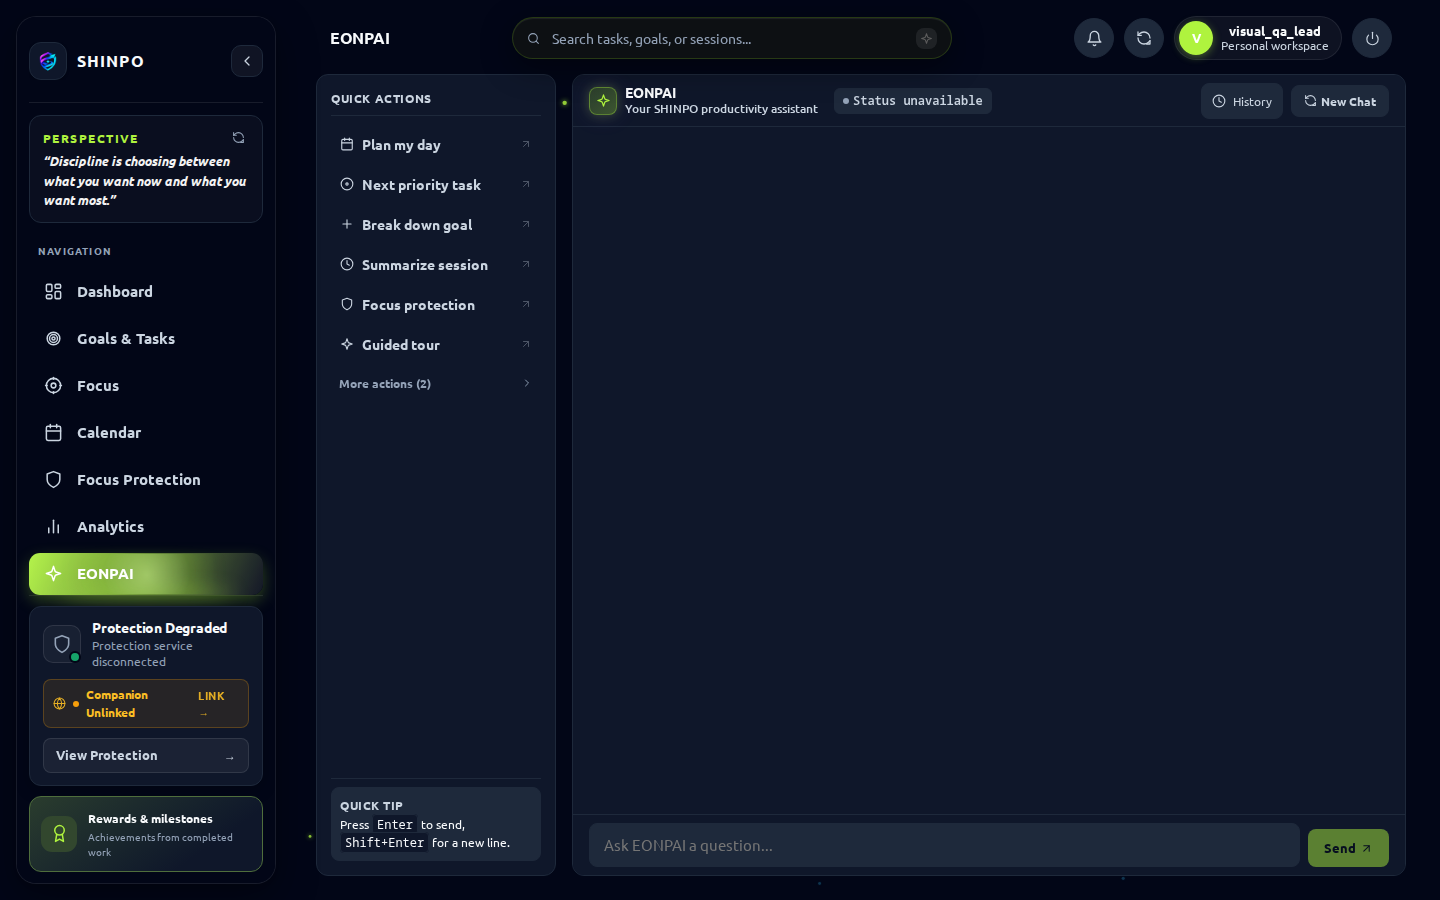 SHINPO
PERSPECTIVE
“Discipline is choosing between
what you want now and what you
want most.”
NAVIGATION
Dashboard
Goals & Tasks
Focus
Calendar
Focus Protection
Analytics
EONPAI
Protection Degraded
Protection service
disconnected
Companion
Unlinked
LINK
→
View Protection →
Rewards & milestones
Achievements from completed
work
EONPAI
Search tasks, goals, or sessions...
V
visual_qa_lead
Personal workspace
QUICK ACTIONS
Plan my day
Next priority task
Break down goal
Summarize session
Focus protection
Guided tour
More actions (2)
QUICK TIP
Press Enter to send,
Shift+Enter for a new line.
EONPAI
Your SHINPO productivity assistant
Status unavailable
History
New Chat
Ask EONPAI a question...
Send